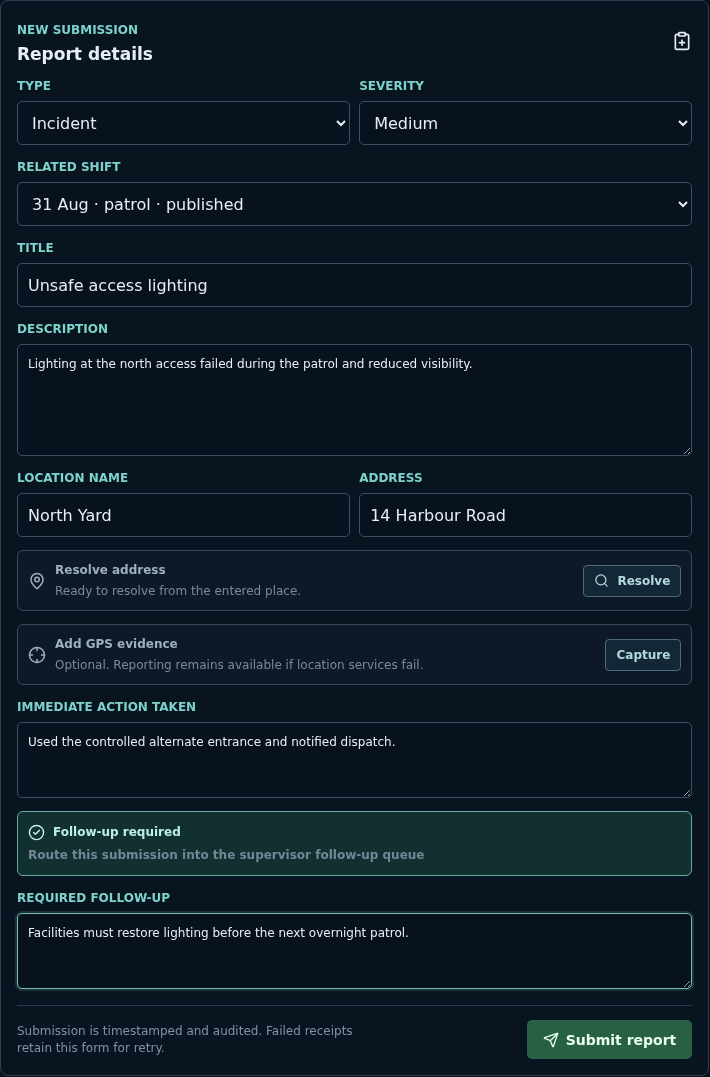 NEW SUBMISSION
Report details
TYPE
SEVERITY
Incident
Medium
RELATED SHIFT
31 Aug · patrol · published
TITLE
Unsafe access lighting
DESCRIPTION
Lighting at the north access failed during the patrol and reduced visibility.
LOCATION NAME
ADDRESS
North Yard
14 Harbour Road
Resolve address
Ready to resolve from the entered place.
Resolve
Add GPS evidence
Optional. Reporting remains available if location services fail.
Capture
IMMEDIATE ACTION TAKEN
Used the controlled alternate entrance and notified dispatch.
Follow-up required
Route this submission into the supervisor follow-up queue
REQUIRED FOLLOW-UP
Facilities must restore lighting before the next overnight patrol.
Submission is timestamped and audited. Failed receipts
retain this form for retry.
Submit report